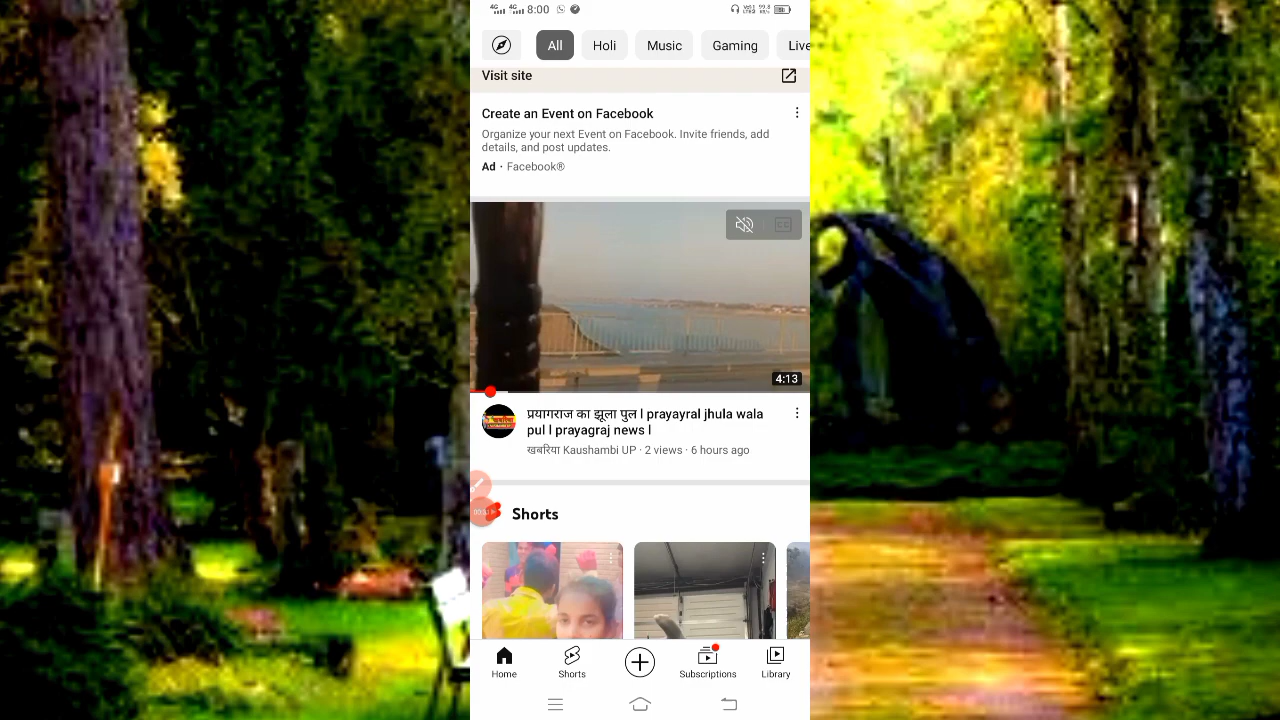 8:00
All Holi Music Gaming Live
Visit site
Create an Event on Facebook
Organize your next Event on Facebook. Invite friends, add
details, and post updates.
Ad · Facebook®
CC
4:13
प्रयागराज का झूला पुल l prayayral jhula wala
pul l prayagraj news l
खबरिया Kaushambi UP · 2 views · 6 hours ago
Shorts
Home Shorts Subscriptions Library